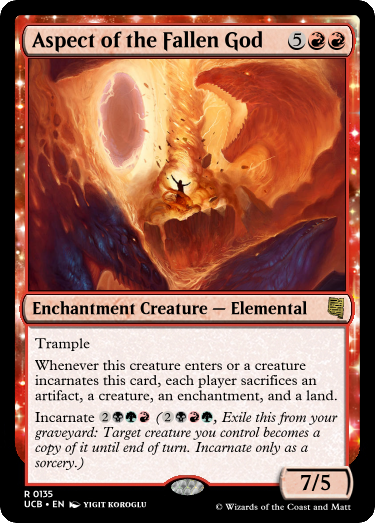 Aspect of the Fallen God 5
Enchantment Creature — Elemental
Trample
Whenever this creature enters or a creature
incarnates this card, each player sacrifices an
artifact, a creature, an enchantment, and a land.
Incarnate 2 (2, Exile this from your
graveyard: Target creature you control becomes a
copy of it until end of turn. Incarnate only as a
sorcery.)
7/5
R 0135
UCB • EN YIGIT KOROGLU
© Wizards of the Coast and Matt